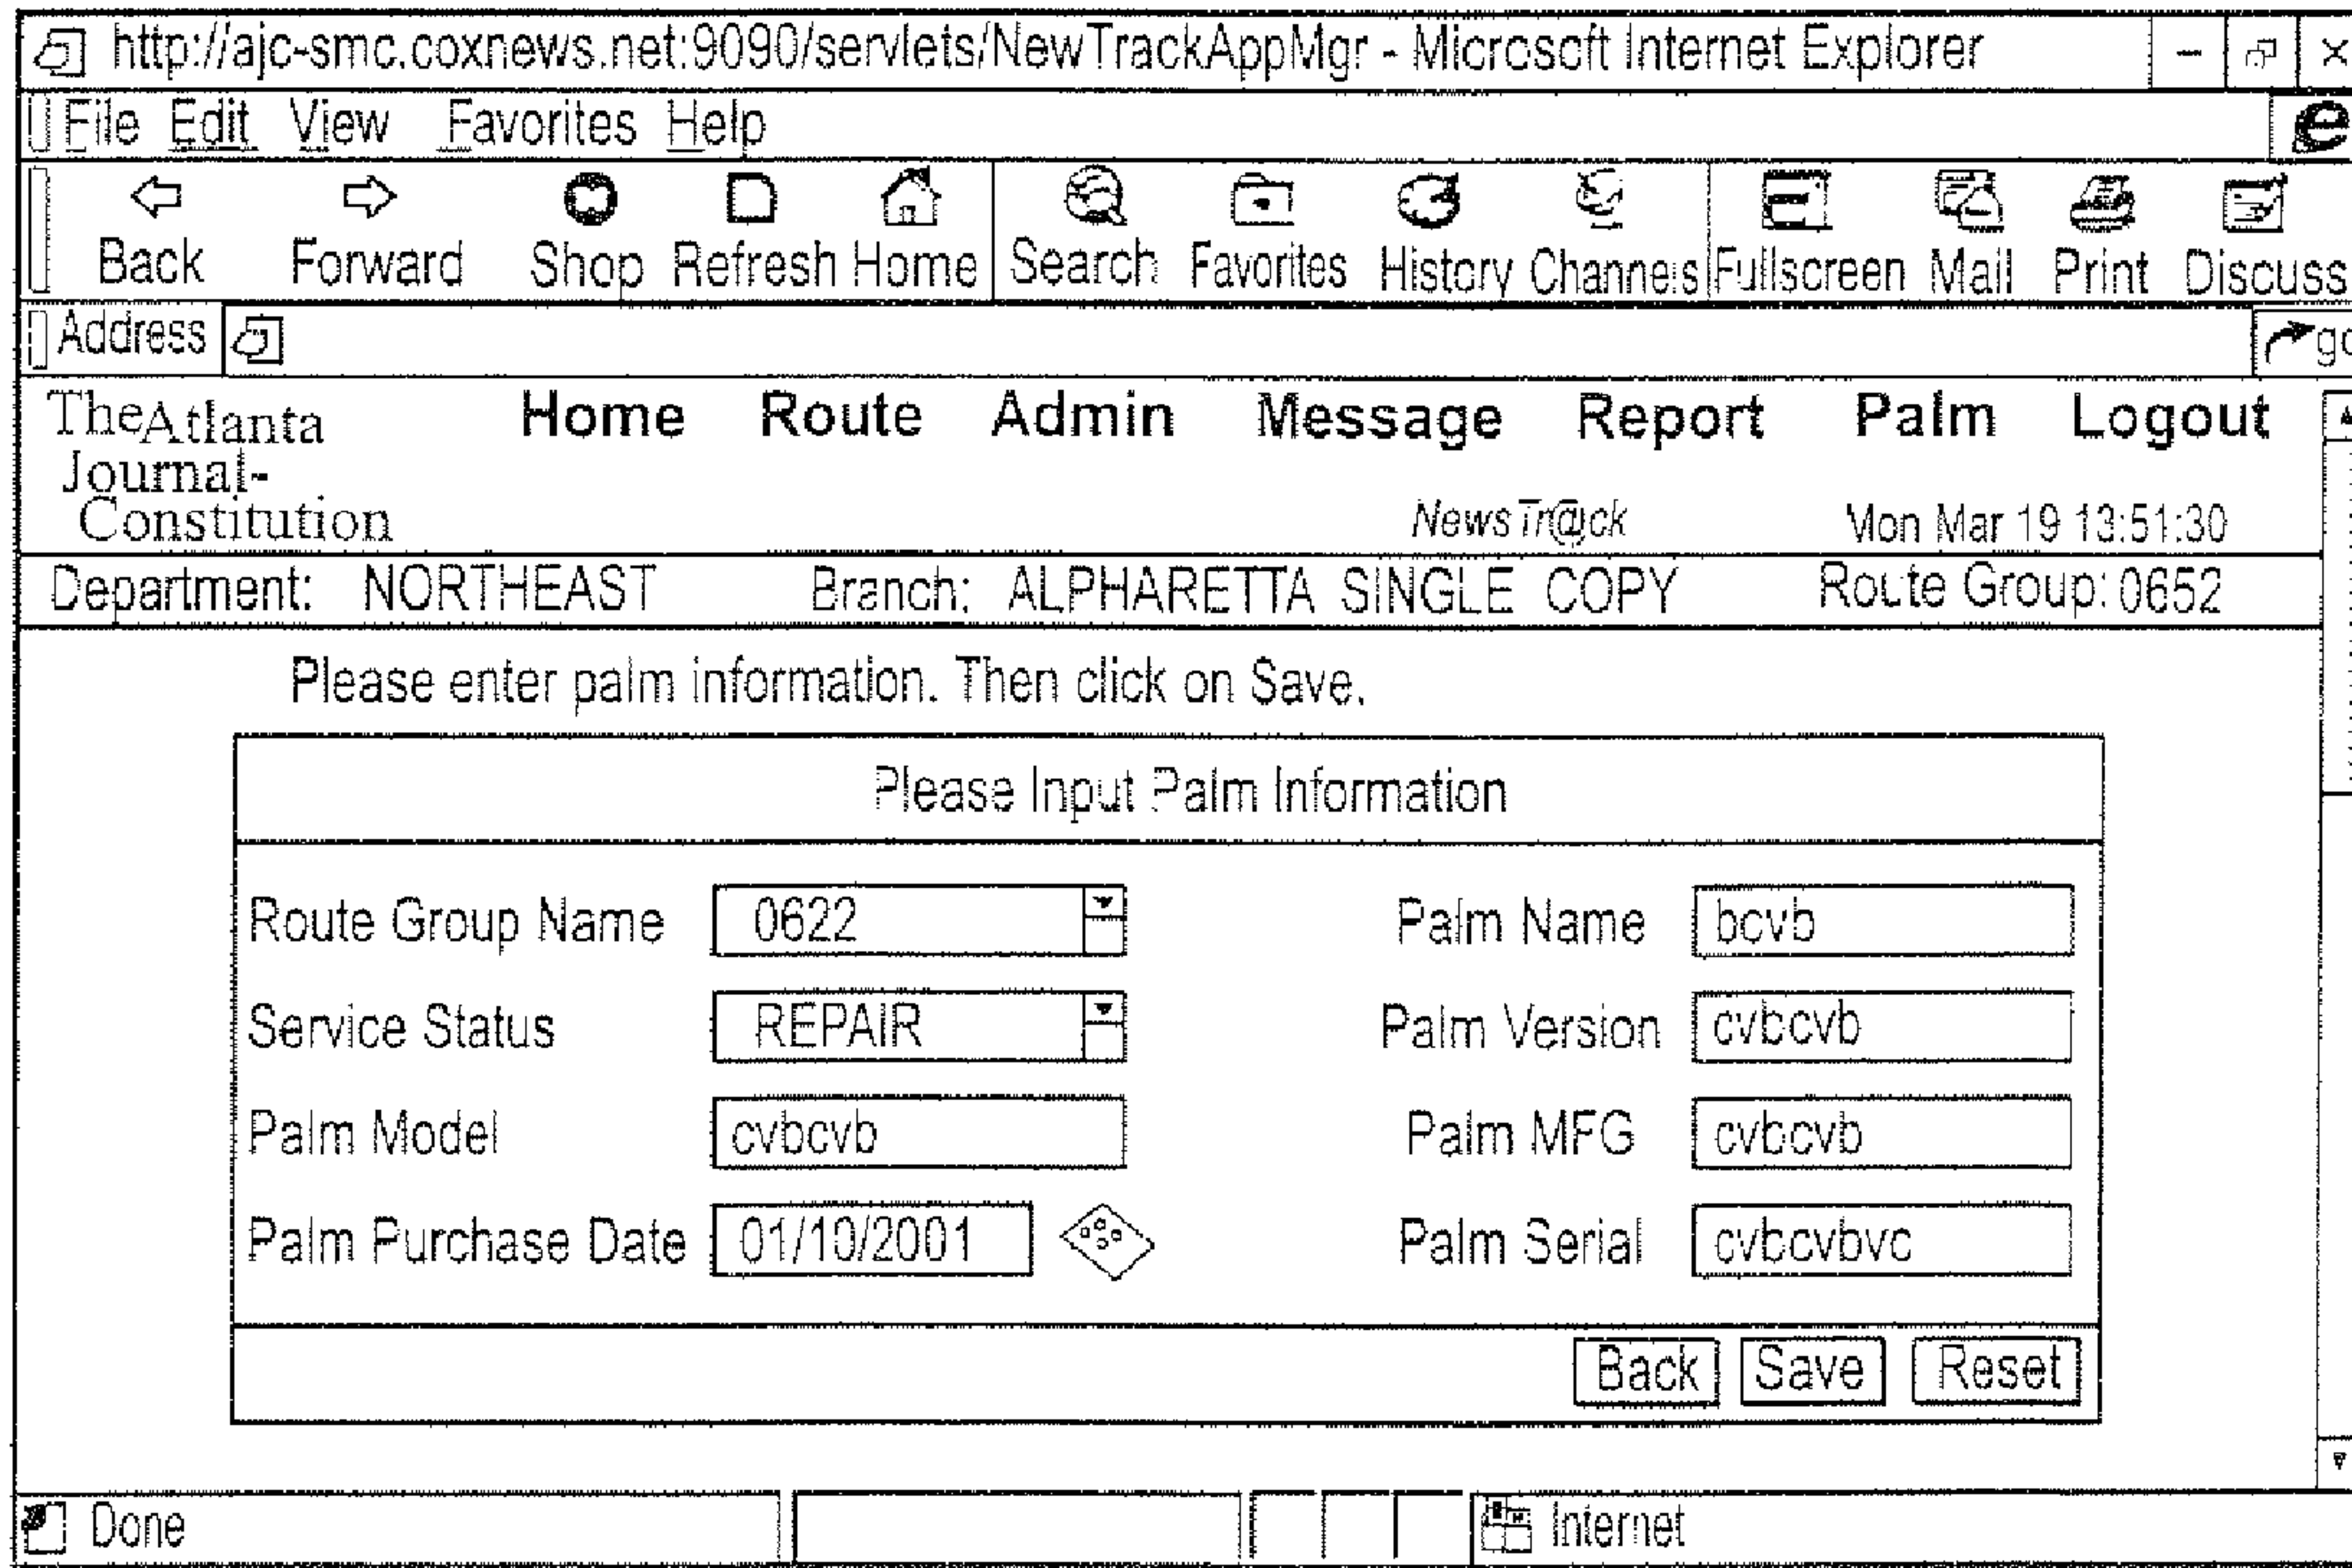 http://ajc-smc.coxnews.net:9090/servlets/NewTrackAppMgr - Microsoft Internet Explorer
File Edit View Favorites Help
Back Forward Shop Refresh Home Search Favorites History Channels Fullscreen Mail Print Discuss
Address go
The Atlanta Journal-Constitution
Home Route Admin Message Report Palm Logout
NewsTr@ck Mon Mar 19 13:51:30
Department: NORTHEAST Branch: ALPHARETTA SINGLE COPY Route Group: 0652
Please enter palm information. Then click on Save.
Please Input Palm Information
Route Group Name 0622 Palm Name bcvb
Service Status REPAIR Palm Version cvbcvb
Palm Model cvbcvb Palm MFG cvbcvb
Palm Purchase Date 01/10/2001 Palm Serial cvbcvbvc
Back Save Reset
Done Internet